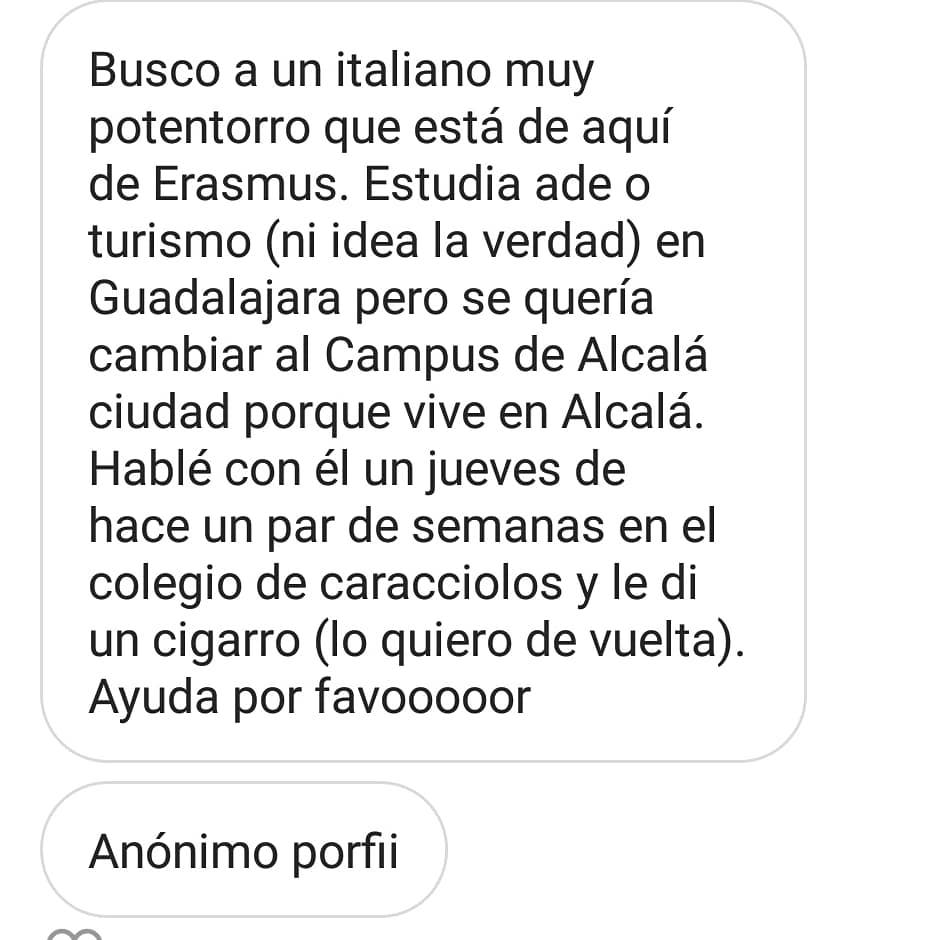 Busco a un italiano muy
potentorro que está de aquí
de Erasmus. Estudia ade o
turismo (ni idea la verdad) en
Guadalajara pero se quería
cambiar al Campus de Alcalá
ciudad porque vive en Alcalá.
Hablé con él un jueves de
hace un par de semanas en el
colegio de caracciolos y le di
un cigarro (lo quiero de vuelta).
Ayuda por favooooor
Anónimo porfii